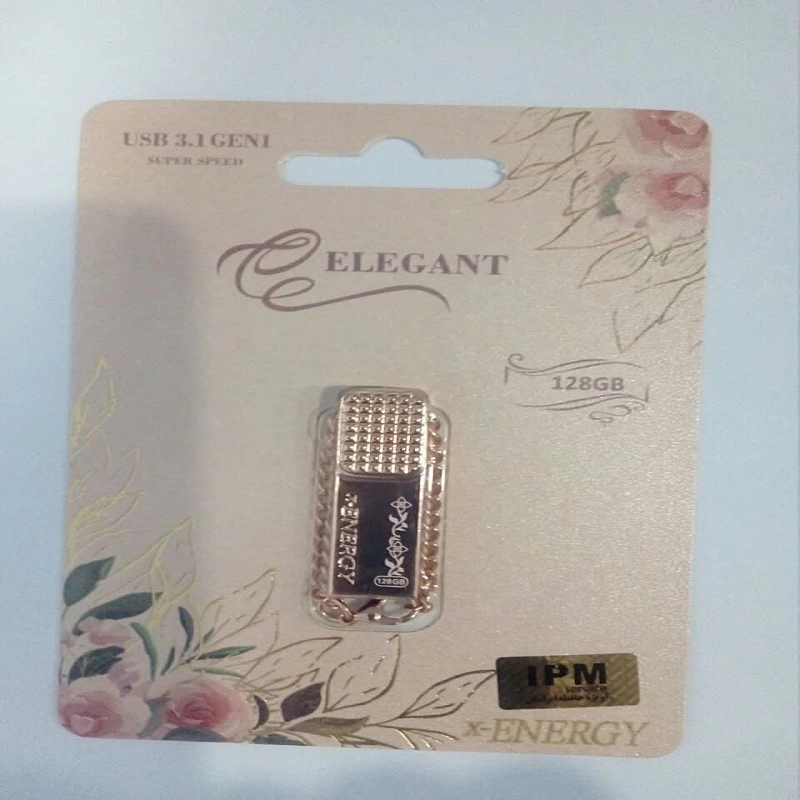 USB 3.1 GEN1
SUPER SPEED
ELEGANT
128GB
x-ENERGY
128GB
IPM
service
x-ENERGY